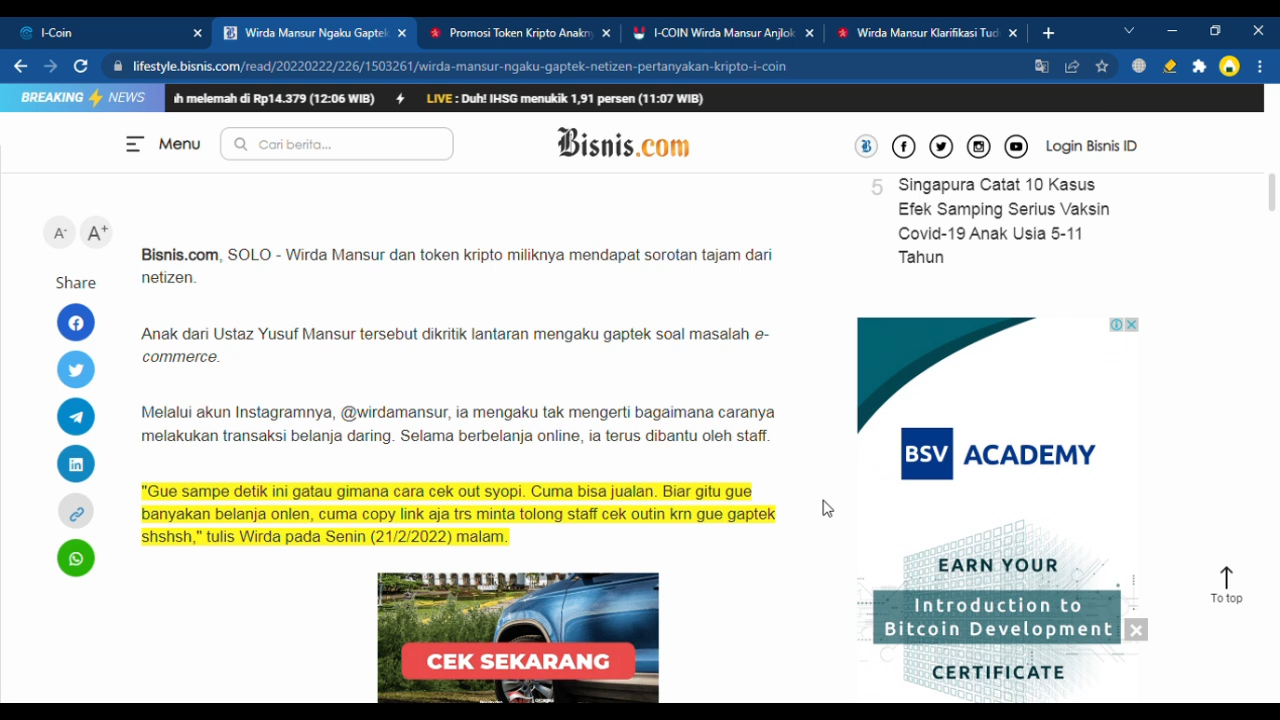 I-Coin
Wirda Mansur Ngaku Gaptek
Promosi Token Kripto Anakny
I-COIN Wirda Mansur Anjlok
Wirda Mansur Klarifikasi Tud
lifestyle.bisnis.com/read/20220222/226/1503261/wirda-mansur-ngaku-gaptek-netizen-pertanyakan-kripto-i-coin
BREAKING NEWS
ah melemah di Rp14.379 (12:06 WIB)
LIVE : Duh! IHSG menukik 1,91 persen (11:07 WIB)
Menu
Cari berita...
Bisnis.com
Login Bisnis ID
5
Singapura Catat 10 Kasus
Efek Samping Serius Vaksin
Covid-19 Anak Usia 5-11
Tahun
A-
A+
Share
Bisnis.com, SOLO - Wirda Mansur dan token kripto miliknya mendapat sorotan tajam dari
netizen.
Anak dari Ustaz Yusuf Mansur tersebut dikritik lantaran mengaku gaptek soal masalah e-
commerce.
Melalui akun Instagramnya, @wirdamansur, ia mengaku tak mengerti bagaimana caranya
melakukan transaksi belanja daring. Selama berbelanja online, ia terus dibantu oleh staff.
"Gue sampe detik ini gatau gimana cara cek out syopi. Cuma bisa jualan. Biar gitu gue
banyakan belanja onlen, cuma copy link aja trs minta tolong staff cek outin krn gue gaptek
shshsh," tulis Wirda pada Senin (21/2/2022) malam.
CEK SEKARANG
BSV ACADEMY
EARN YOUR
Introduction to
Bitcoin Development
CERTIFICATE
To top